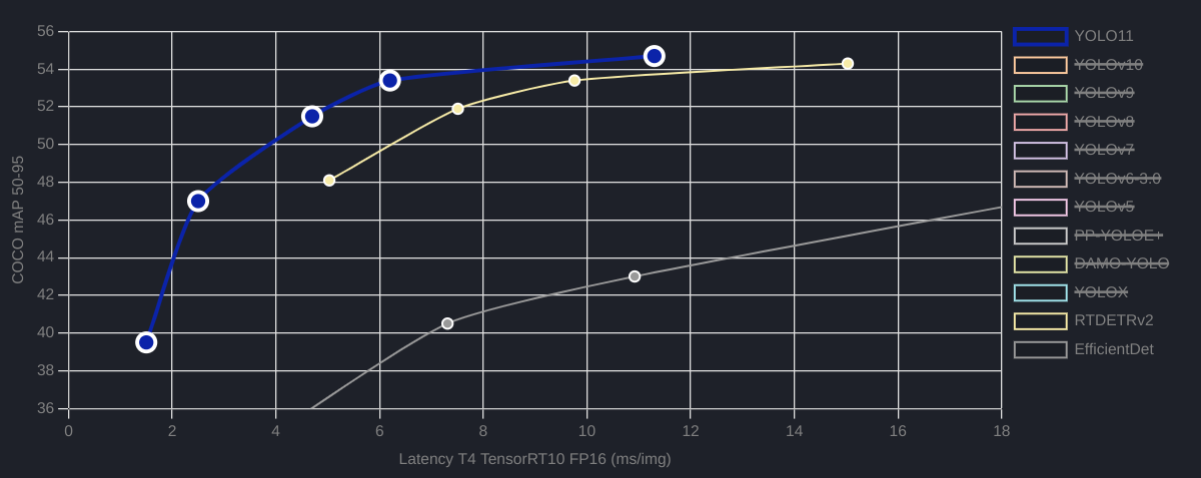 56
54
52
50
48
46
44
42
40
38
36
COCO mAP 50-95
0 2 4 6 8 10 12 14 16 18
Latency T4 TensorRT10 FP16 (ms/img)
YOLO11
YOLOv10
YOLOv9
YOLOv8
YOLOv7
YOLOv6-3.0
YOLOv5
PP-YOLOE+
DAMO-YOLO
YOLOX
RTDETRv2
EfficientDet